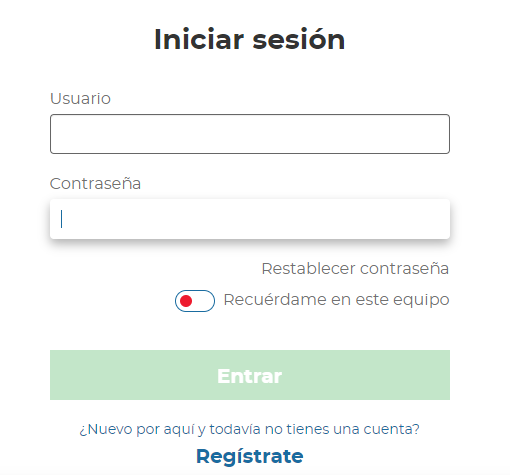 Iniciar sesión
Usuario
Contraseña
Restablecer contraseña
Recuérdame en este equipo
Entrar
¿Nuevo por aquí y todavía no tienes una cuenta?
Regístrate